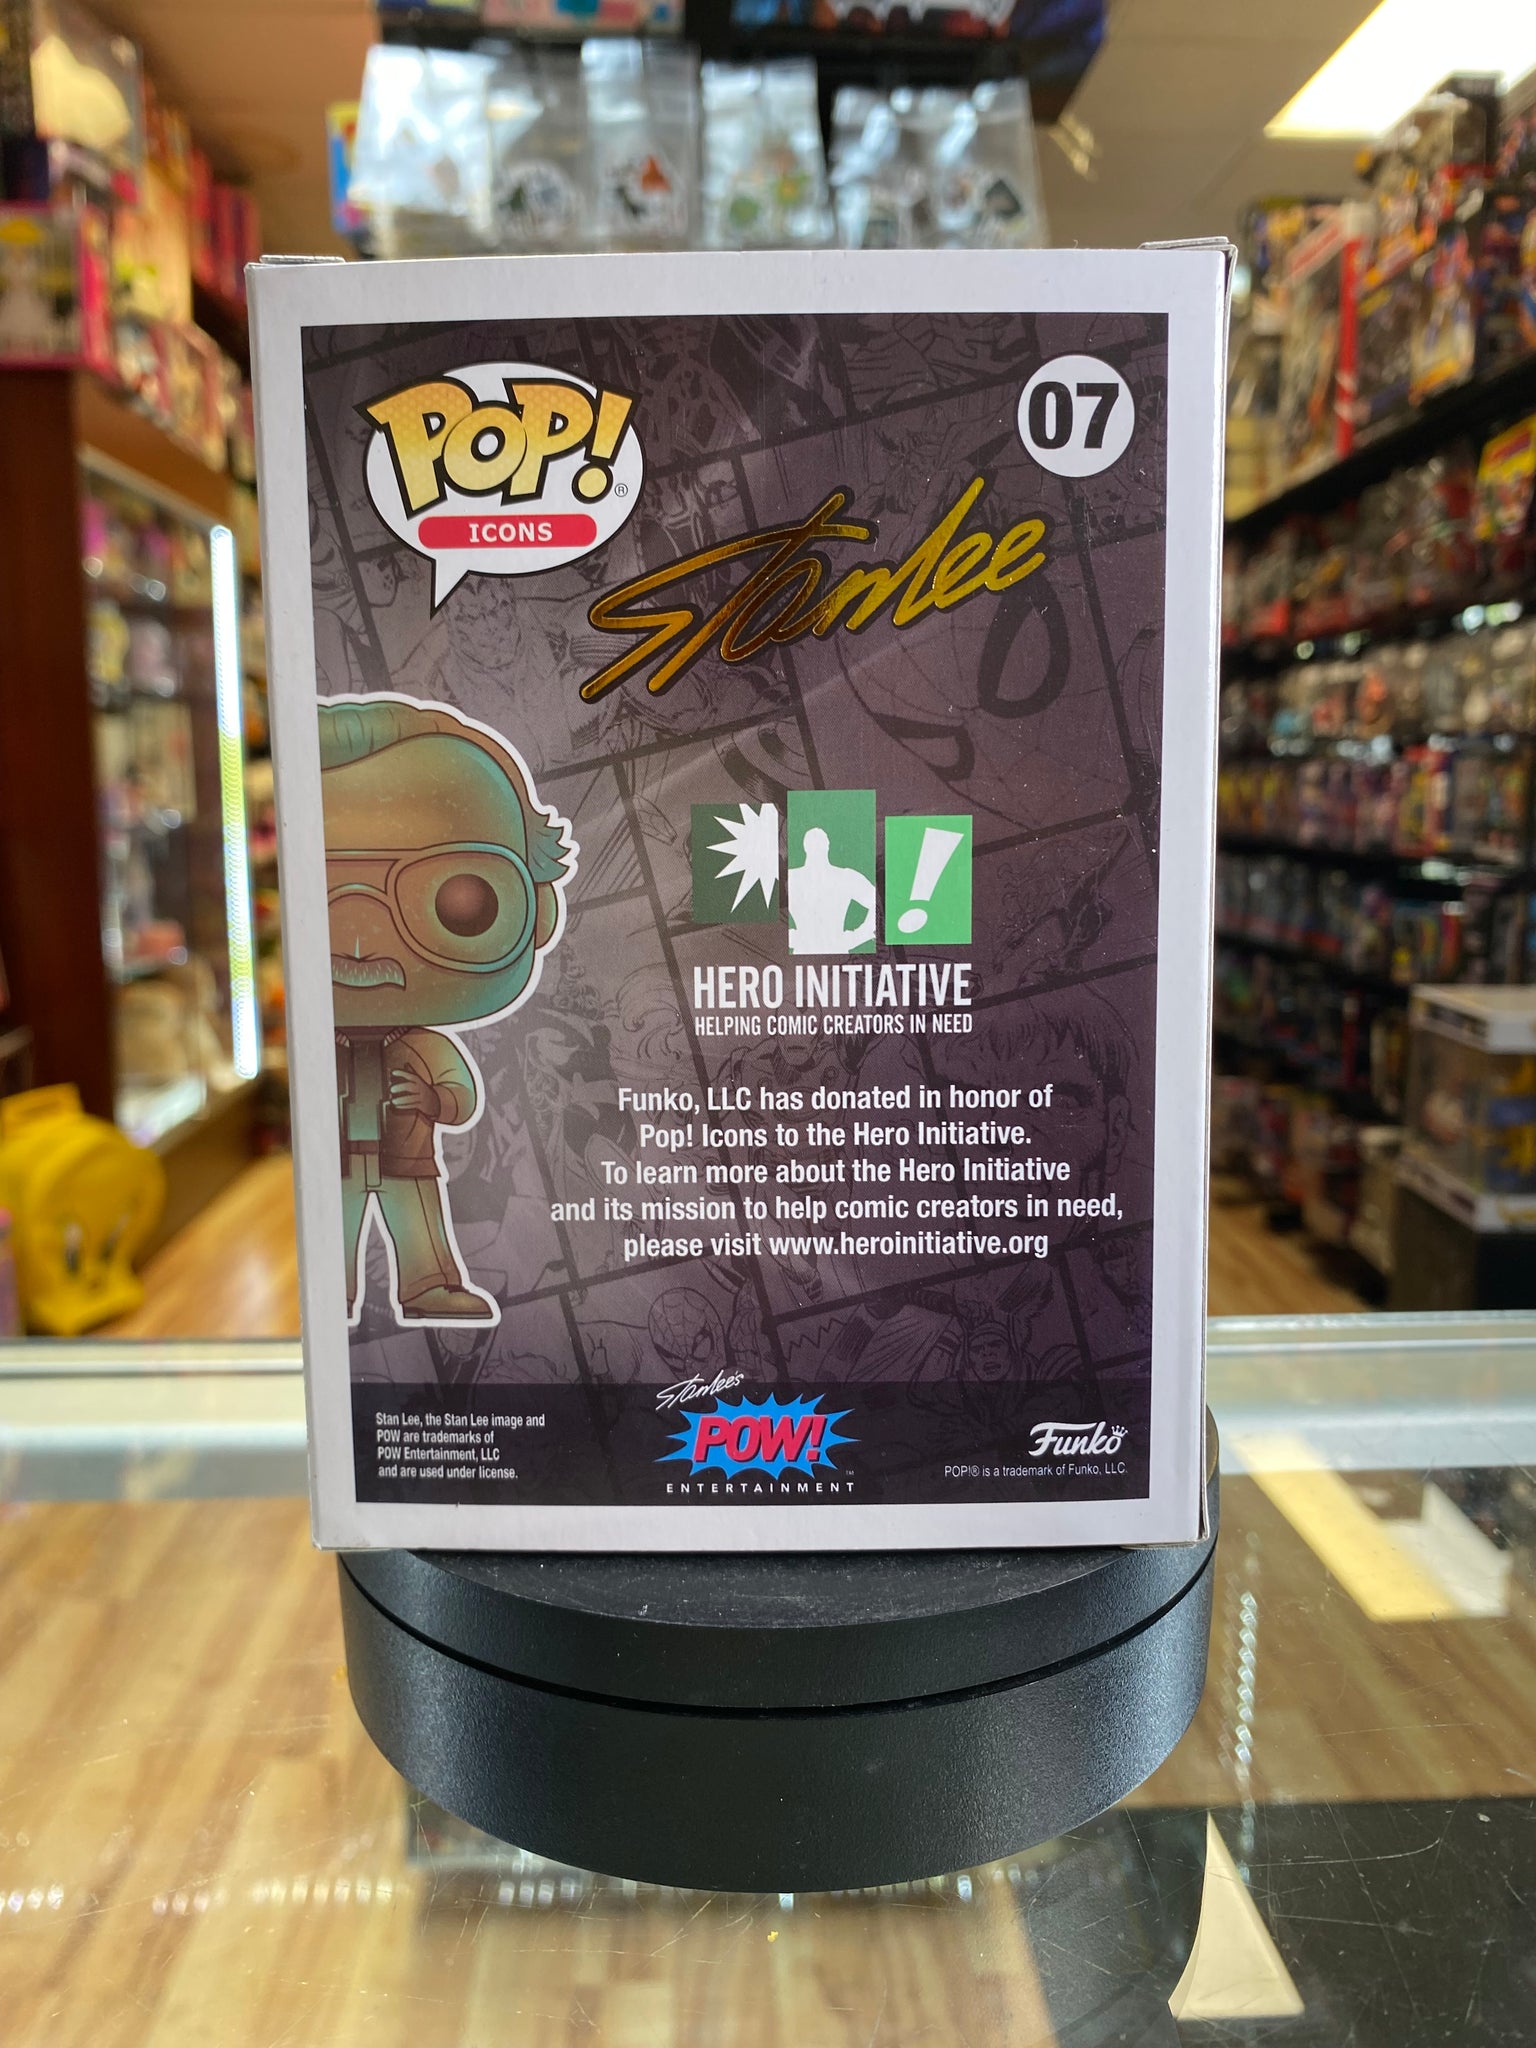 POP!®
ICONS
07
Stan Lee
HERO INITIATIVE
HELPING COMIC CREATORS IN NEED
Funko, LLC has donated in honor of
Pop! Icons to the Hero Initiative.
To learn more about the Hero Initiative
and its mission to help comic creators in need,
please visit www.heroinitiative.org
Stan Lee, the Stan Lee image and
POW are trademarks of
POW Entertainment, LLC
and are used under license.
Stan Lee's
POW!
™
ENTERTAINMENT
Funko
POP!® is a trademark of Funko, LLC.